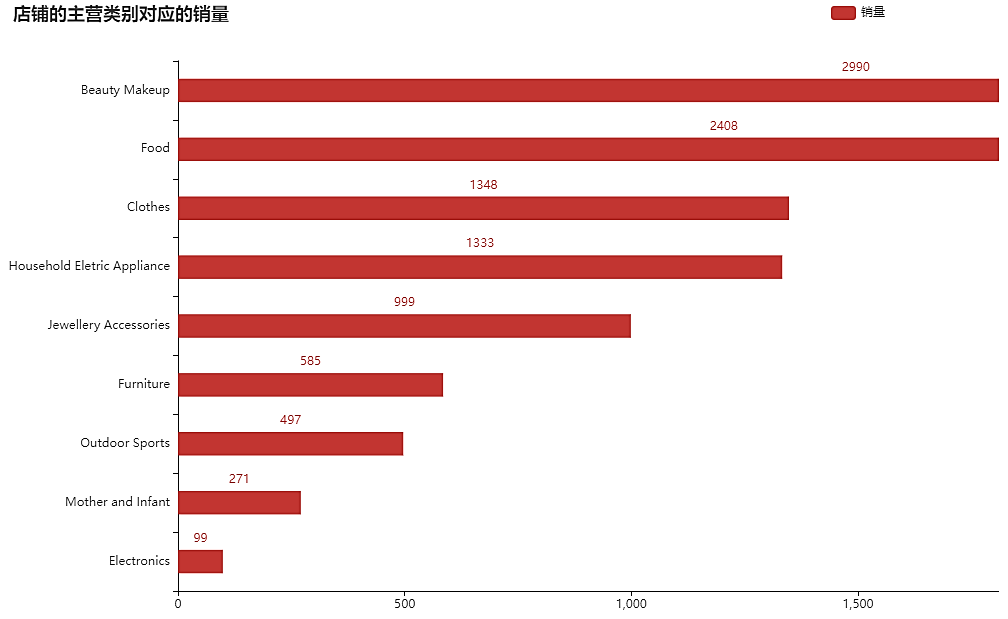 店铺的主营类别对应的销量
销量
2990
Beauty Makeup
2408
Food
1348
Clothes
1333
Household Eletric Appliance
999
Jewellery Accessories
585
Furniture
497
Outdoor Sports
271
Mother and Infant
99
Electronics
0 500 1,000 1,500